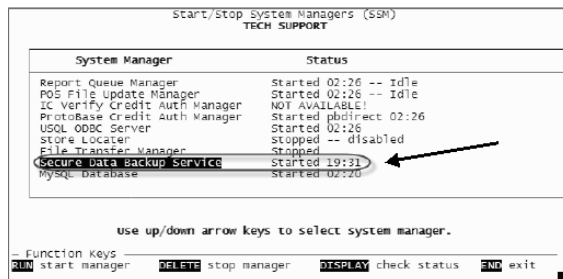 Start/Stop System Managers (SSM)
TECH SUPPORT
System Manager Status
Report Queue Manager Started 02:26 -- Idle
POS File Update Manager Started 02:26 -- Idle
IC Verify Credit Auth Manager NOT AVAILABLE!
ProtoBase Credit Auth Manager Started pbdirect 02:26
USQL ODBC Server Started 02:26
Store Locater Stopped -- disabled
File Transfer Manager Stopped
Secure Data Backup Service Started 19:31
MySQL Database Started 02:20
Use up/down arrow keys to select system manager.
Function Keys
RUN start manager DELETE stop manager DISPLAY check status END exit